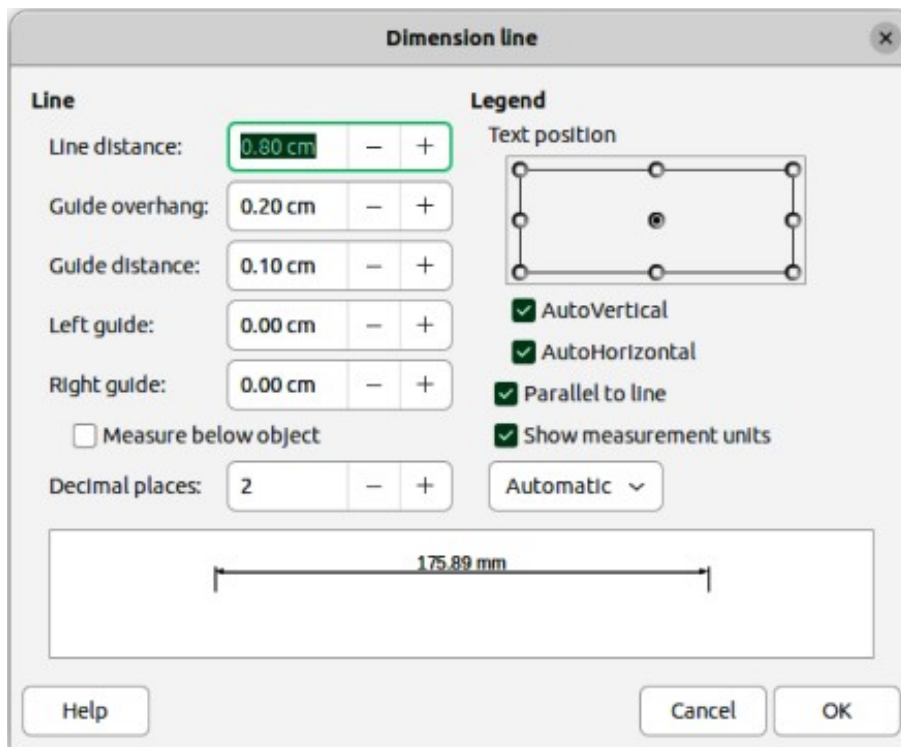 Dimension line
Line
Line distance: 0.80 cm
Guide overhang: 0.20 cm
Guide distance: 0.10 cm
Left guide: 0.00 cm
Right guide: 0.00 cm
Measure below object
Decimal places: 2
Legend
Text position
AutoVertical
AutoHorizontal
Parallel to line
Show measurement units
Automatic
175.89 mm
Help
Cancel
OK